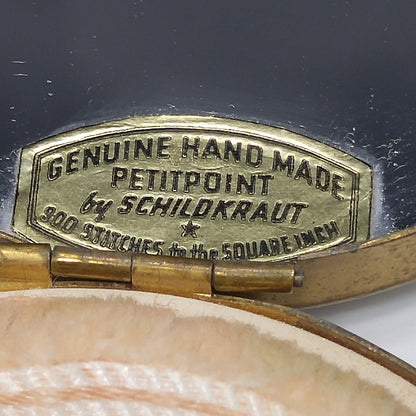 GENUINE HAND MADE
PETITPOINT
by SCHILDKRAUT
900 STITCHES to the SQUARE INCH